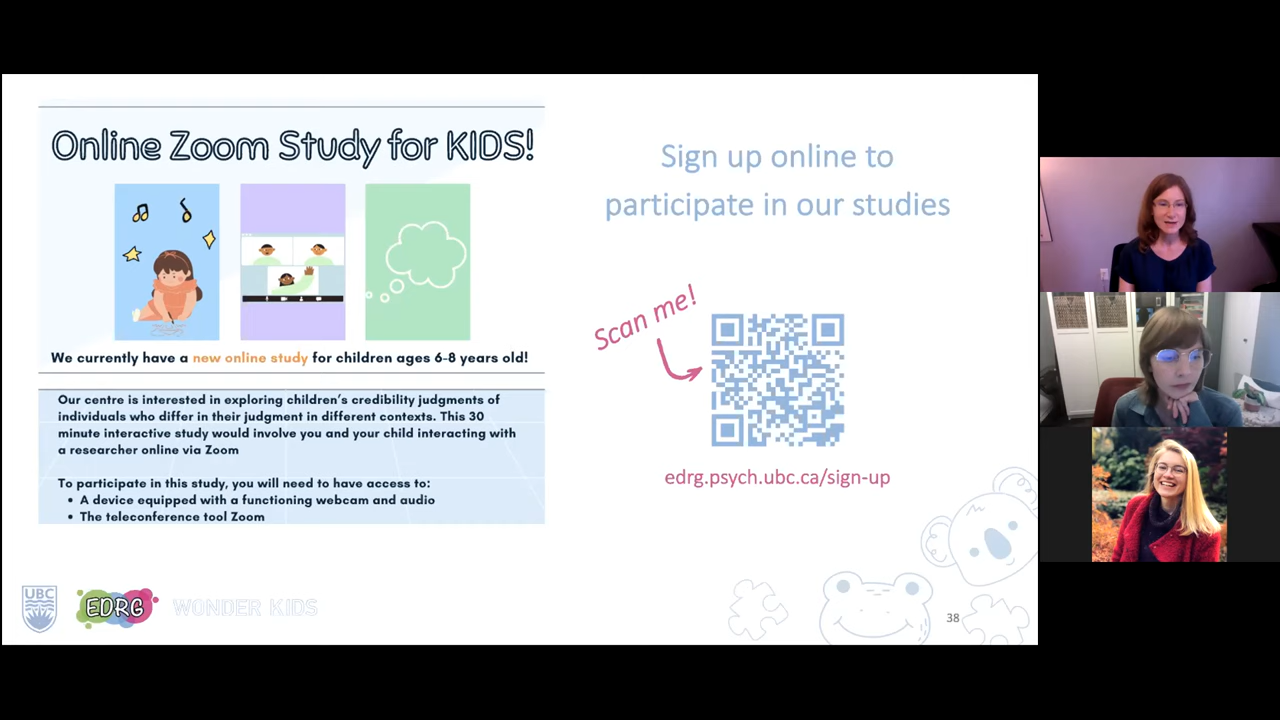 Online Zoom Study for KIDS!
We currently have a new online study for children ages 6-8 years old!
Our centre is interested in exploring children's credibility judgments of
individuals who differ in their judgment in different contexts. This 30
minute interactive study would involve you and your child interacting with
a researcher online via Zoom
To participate in this study, you will need to have access to:
• A device equipped with a functioning webcam and audio
• The teleconference tool Zoom
Sign up online to
participate in our studies
Scan me!
edrg.psych.ubc.ca/sign-up
UBC
EDRG
WONDER KIDS
38